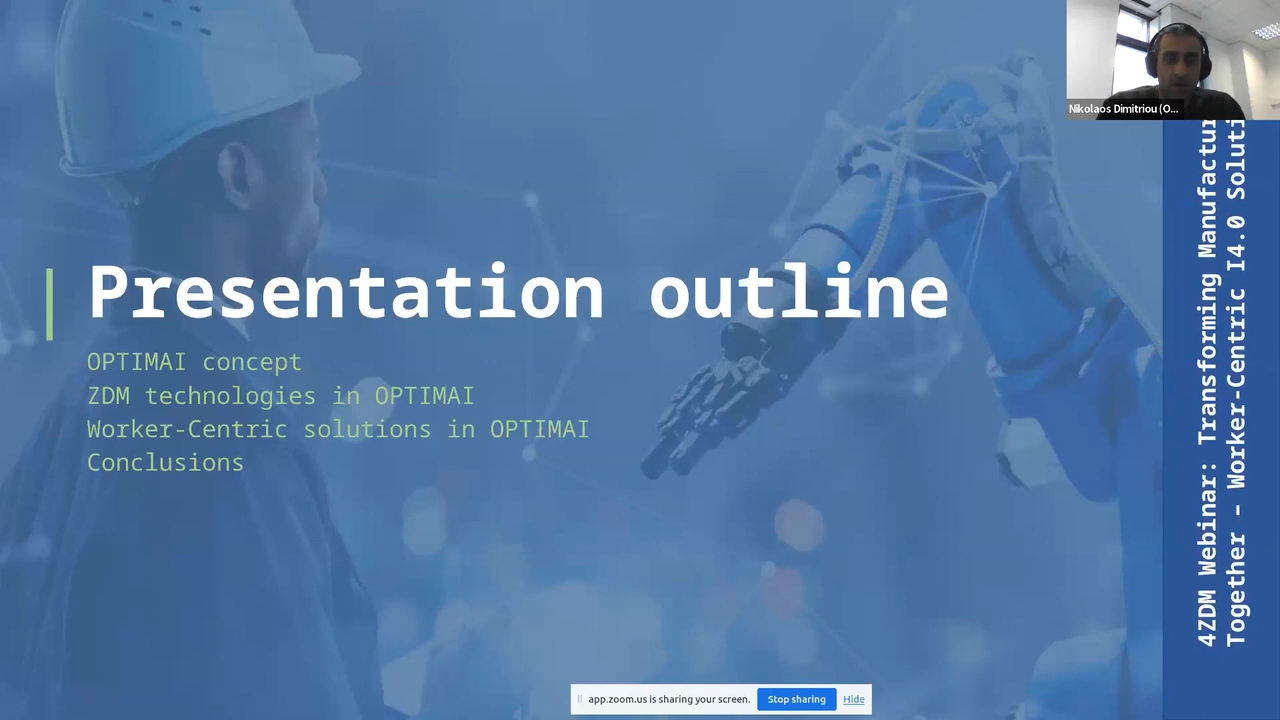 Nikolaos Dimitriou (O...
Presentation outline
OPTIMAI concept
ZDM technologies in OPTIMAI
Worker-Centric solutions in OPTIMAI
Conclusions
4ZDM Webinar: Transforming Manufactur
Together – Worker-Centric I4.0 Soluti
app.zoom.us is sharing your screen.
Stop sharing
Hide